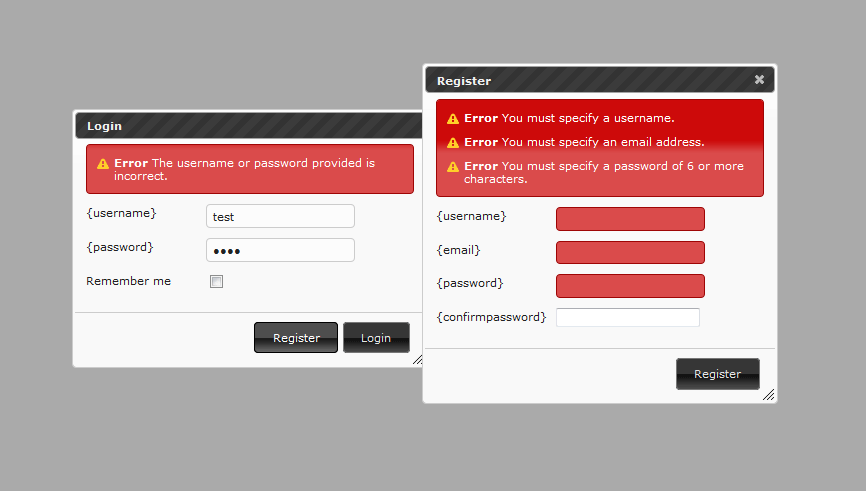 Login
Error The username or password provided is
incorrect.
{username}
test
{password}
••••
Remember me
Register
Login
Register
Error You must specify a username.
Error You must specify an email address.
Error You must specify a password of 6 or more
characters.
{username}
{email}
{password}
{confirmpassword}
Register